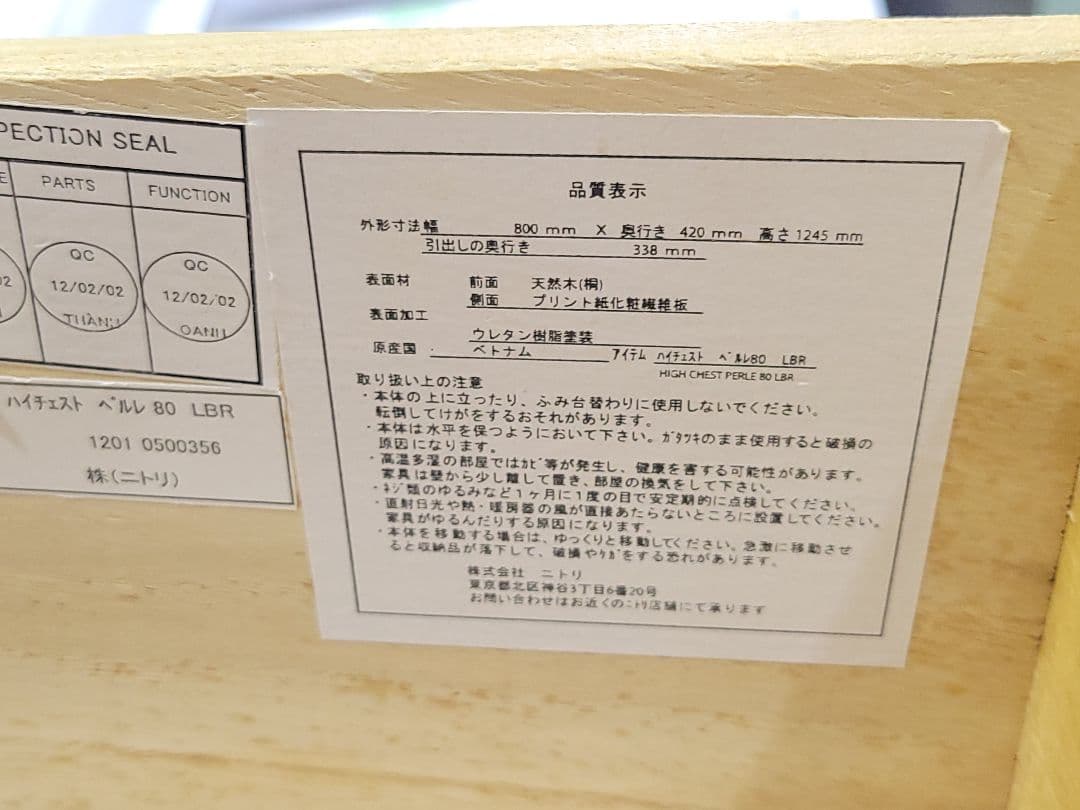 PECTION SEAL
E PARTS FUNCTION
QC QC
02 12/02/02 12/02/02
THANH OANH
ハイチェスト ペルレ 80 LBR
1201 0500356
株(ニトリ)
品質表示
外形寸法幅 800 mm X 奥行き 420 mm 高さ 1245 mm
引出しの奥行き 338 mm
表面材 前面 天然木(桐)
側面 プリント紙化粧繊維板
表面加工
ウレタン樹脂塗装
原産国 ベトナム アイテム ハイチェスト ペルレ80 LBR
HIGH CHEST PERLE 80 LBR
取り扱い上の注意
・本体の上に立ったり、ふみ台替わりに使用しないでください。
転倒してけがをするおそれがあります。
・本体は水平を保つようにおいて下さい。ガタツキのまま使用すると破損の
原因になります。
・高温多湿の部屋ではカビ等が発生し、健康を害する可能性があります。
家具は壁から少し離して置き、部屋の換気をして下さい。
・ネジ類のゆるみなど1ヶ月に1度の目で安定期的に点検してください。
・直射日光や熱・暖房器の風が直接あたらないところに設置してください。
家具がゆるんだりする原因になります。
・本体を移動する場合は、ゆっくりと移動してください。急激に移動させ
ると収納品が落下して、破損やケガをする恐れがあります。
株式会社 ニトリ
東京都北区神谷3丁目6番20号
お問い合わせはお近くのニトリ店舗にて承ります